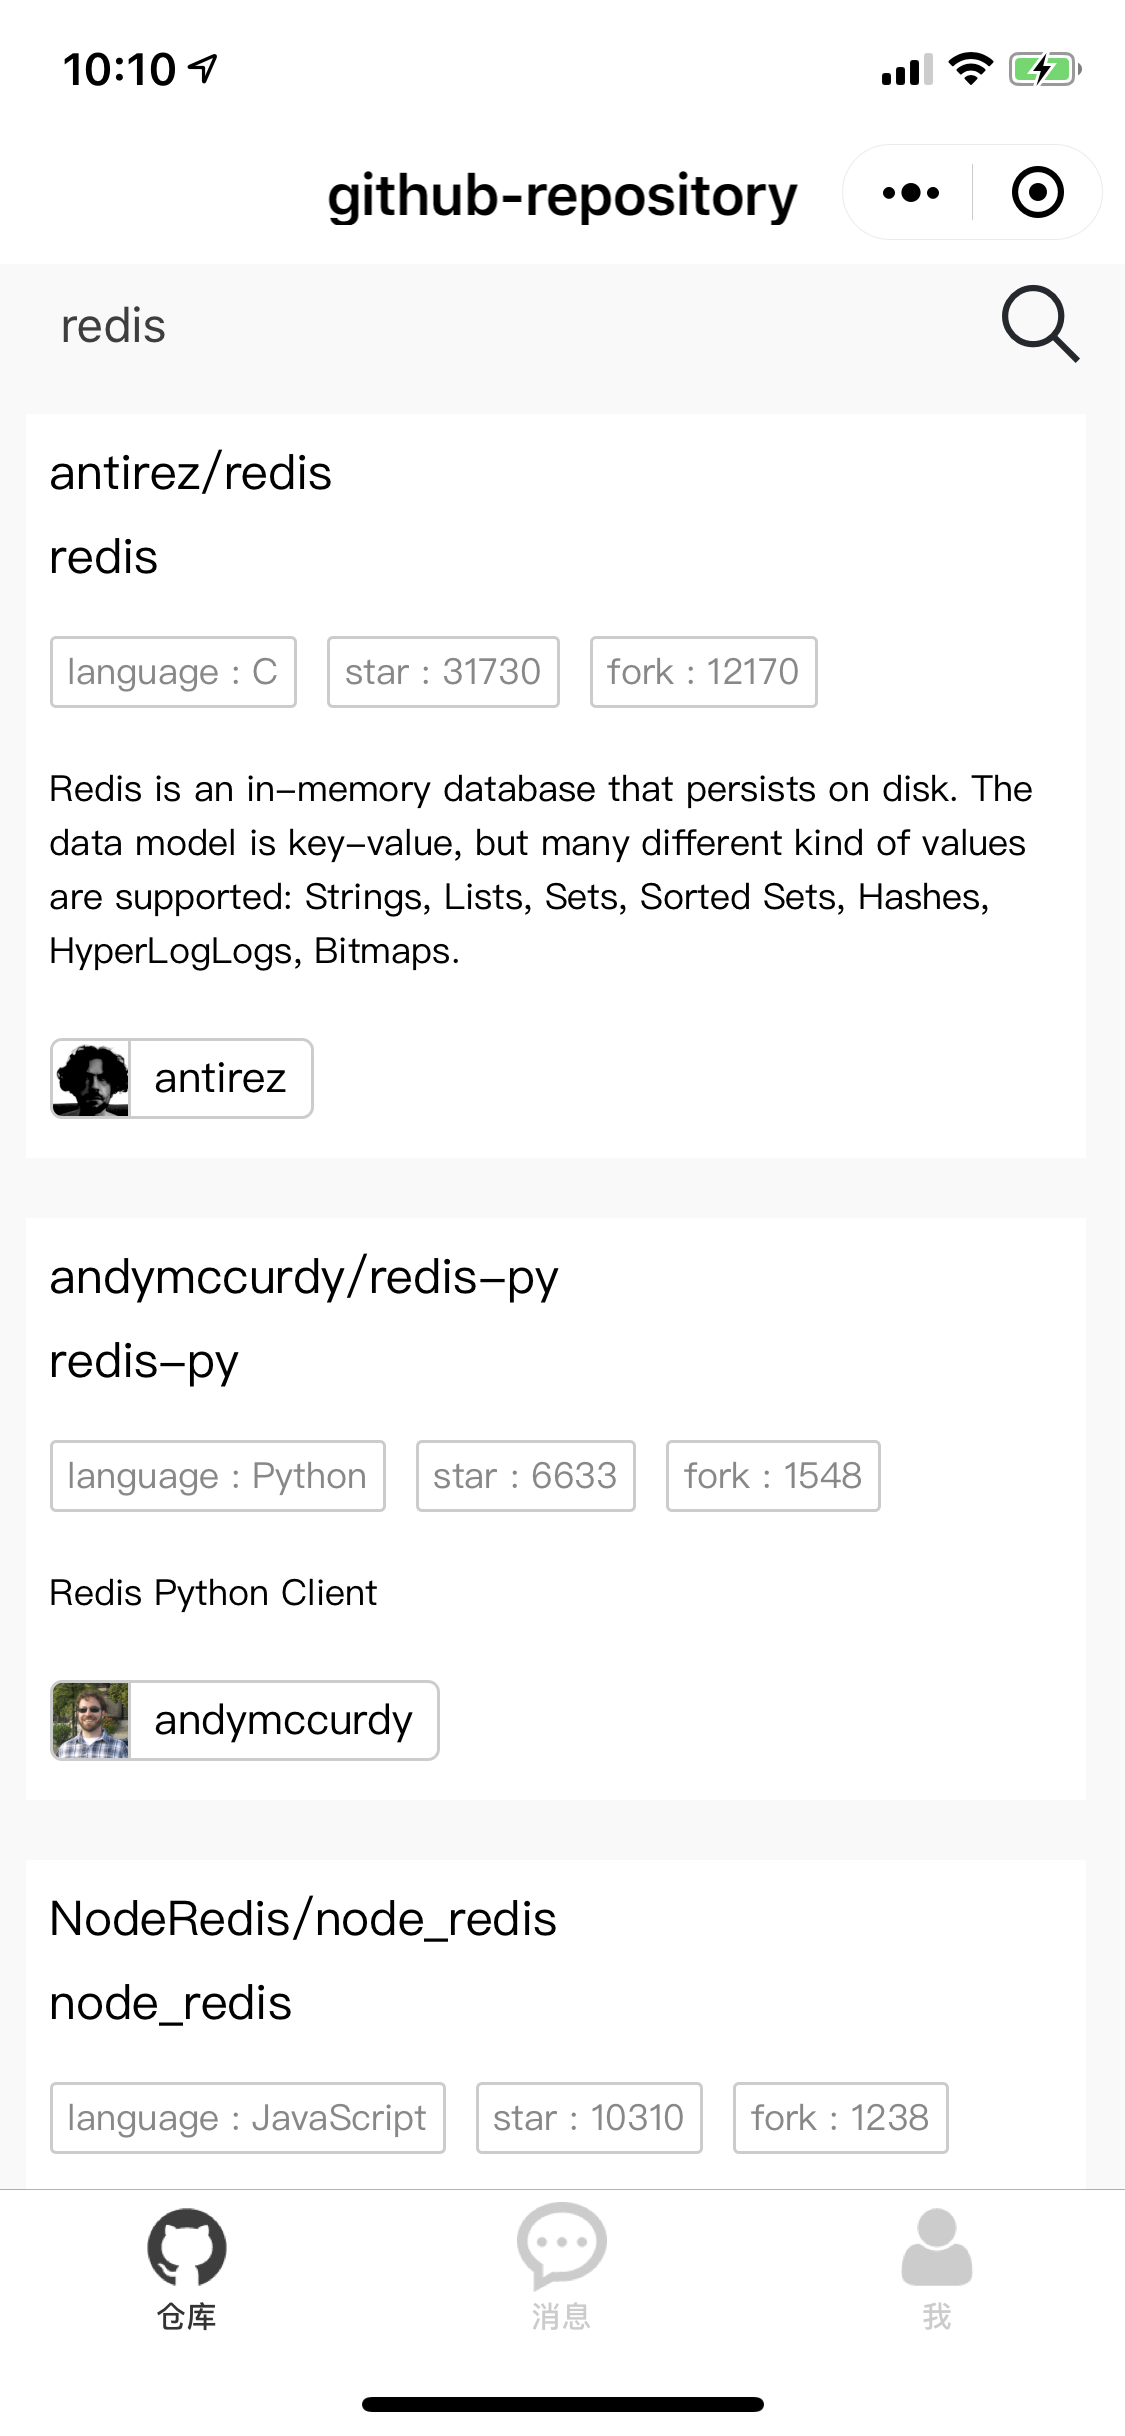 10:10
github-repository
redis
antirez/redis
redis
language : C
star : 31730
fork : 12170
Redis is an in-memory database that persists on disk. The
data model is key-value, but many different kind of values
are supported: Strings, Lists, Sets, Sorted Sets, Hashes,
HyperLogLogs, Bitmaps.
antirez
andymccurdy/redis-py
redis-py
language : Python
star : 6633
fork : 1548
Redis Python Client
andymccurdy
NodeRedis/node_redis
node_redis
language : JavaScript
star : 10310
fork : 1238
仓库
消息
我